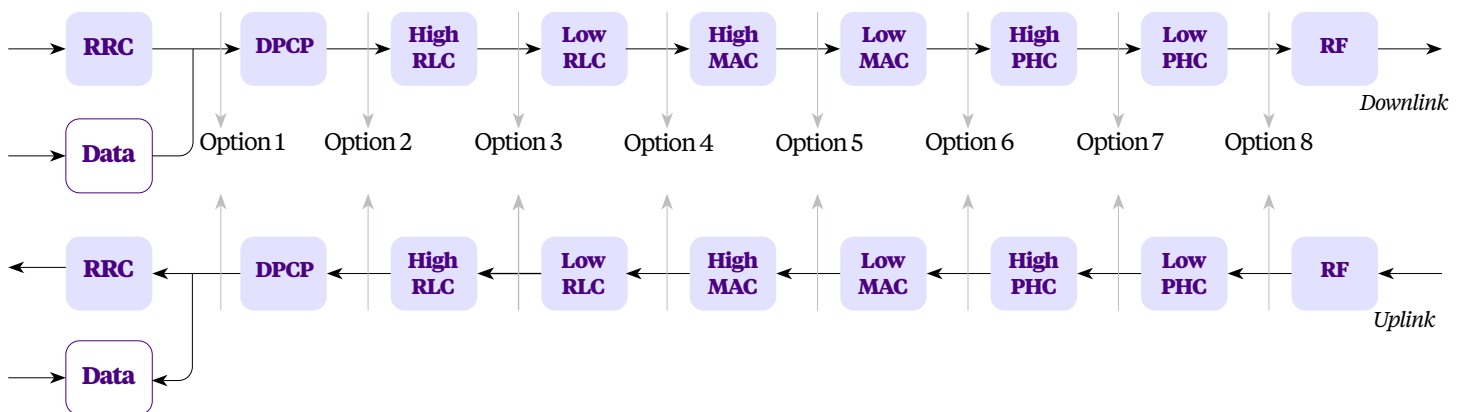 RRC
DPCP
High
RLC
Low
RLC
High
MAC
Low
MAC
High
PHC
Low
PHC
RF
Downlink
Data
Option 1
Option 2
Option 3
Option 4
Option 5
Option 6
Option 7
Option 8
RRC
DPCP
High
RLC
Low
RLC
High
MAC
Low
MAC
High
PHC
Low
PHC
RF
Uplink
Data